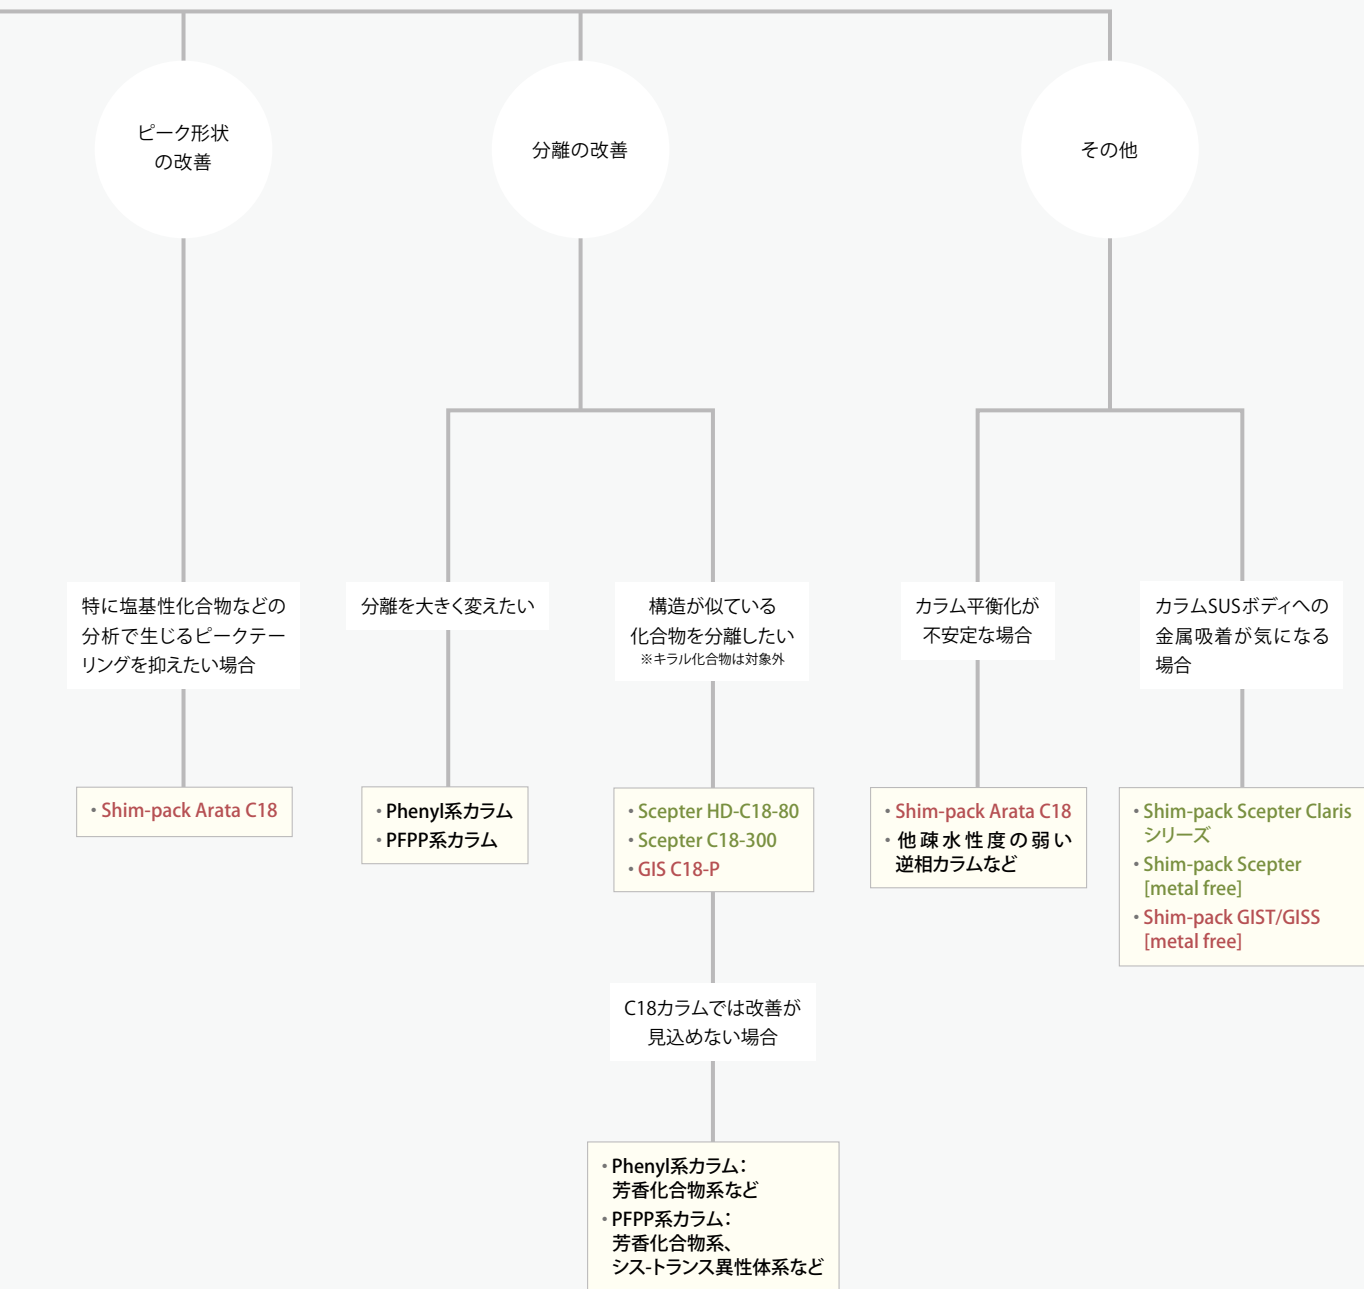 ピーク形状
の改善
分離の改善
その他
特に塩基性化合物などの
分析で生じるピークテー
リングを抑えたい場合
分離を大きく変えたい
構造が似ている
化合物を分離したい
※キラル化合物は対象外
カラム平衡化が
不安定な場合
カラムSUSボディへの
金属吸着が気になる
場合
・Shim-pack Arata C18
・Phenyl系カラム
・PFPP系カラム
・Scepter HD-C18-80
・Scepter C18-300
・GIS C18-P
・Shim-pack Arata C18
・他疎水性度の弱い
逆相カラムなど
・Shim-pack Scepter Claris
シリーズ
・Shim-pack Scepter
[metal free]
・Shim-pack GIST/GISS
[metal free]
C18カラムでは改善が
見込めない場合
・Phenyl系カラム：
芳香化合物系など
・PFPP系カラム：
芳香化合物系、
シス-トランス異性体系など